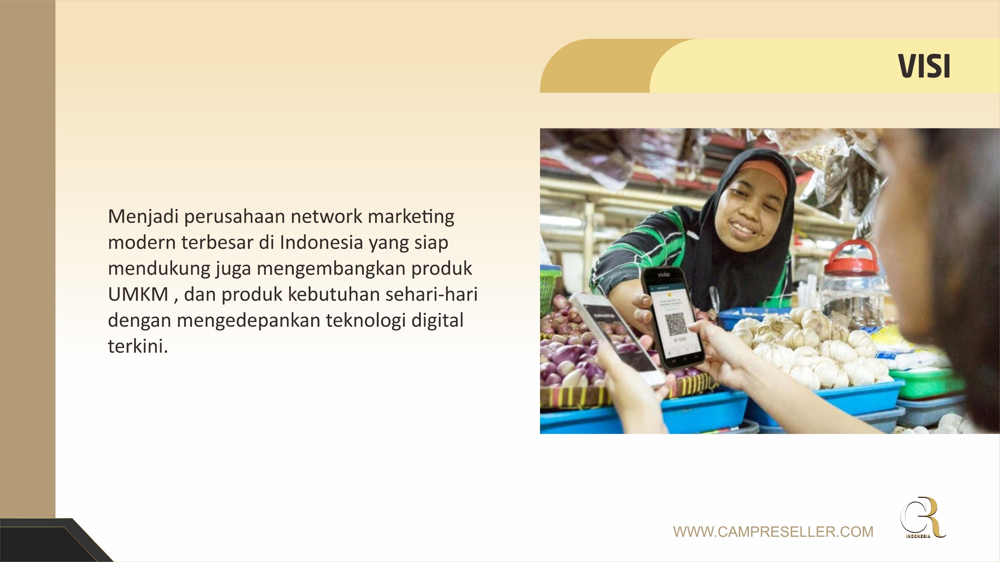 VISI
Menjadi perusahaan network marketing
modern terbesar di Indonesia yang siap
mendukung juga mengembangkan produk
UMKM , dan produk kebutuhan sehari-hari
dengan mengedepankan teknologi digital
terkini.
youtap
WWW.CAMPRESELLER.COM
CR
INDONESIA